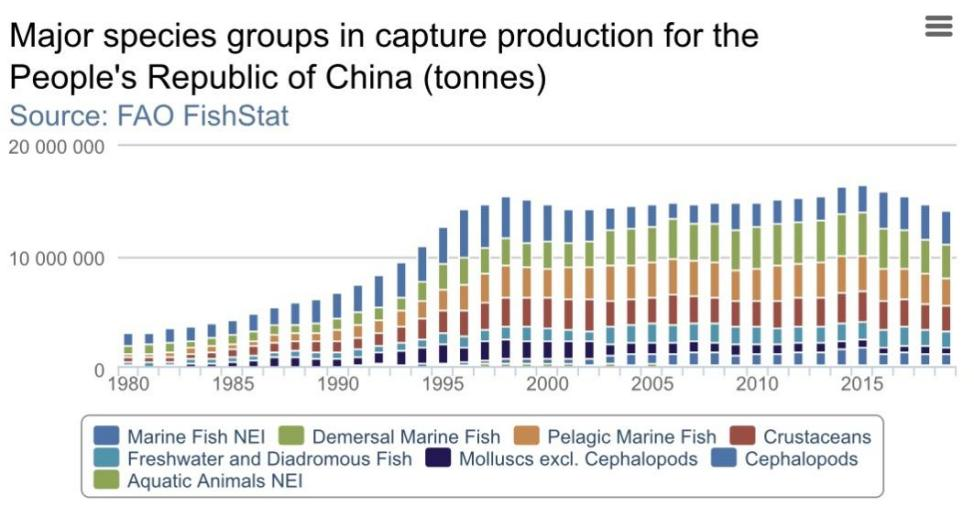 Major species groups in capture production for the
People's Republic of China (tonnes)
Source: FAO FishStat
20 000 000
10 000 000
0
1980 1985 1990 1995 2000 2005 2010 2015
Marine Fish NEI Demersal Marine Fish Pelagic Marine Fish Crustaceans
Freshwater and Diadromous Fish Molluscs excl. Cephalopods Cephalopods
Aquatic Animals NEI